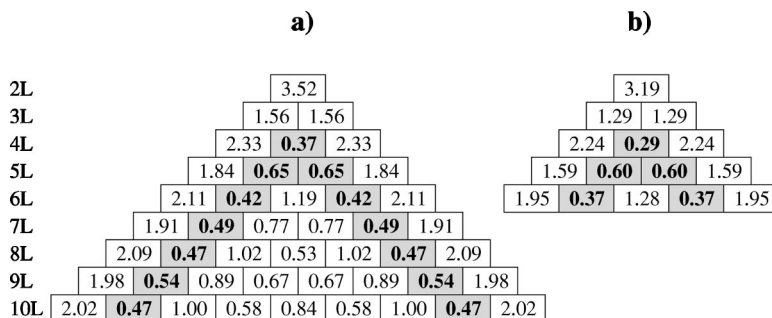 a) b)
2L 3.52 3.19
3L 1.56 1.56 1.29 1.29
4L 2.33 0.37 2.33 2.24 0.29 2.24
5L 1.84 0.65 0.65 1.84 1.59 0.60 0.60 1.59
6L 2.11 0.42 1.19 0.42 2.11 1.95 0.37 1.28 0.37 1.95
7L 1.91 0.49 0.77 0.77 0.49 1.91
8L 2.09 0.47 1.02 0.53 1.02 0.47 2.09
9L 1.98 0.54 0.89 0.67 0.67 0.89 0.54 1.98
10L 2.02 0.47 1.00 0.58 0.84 0.58 1.00 0.47 2.02